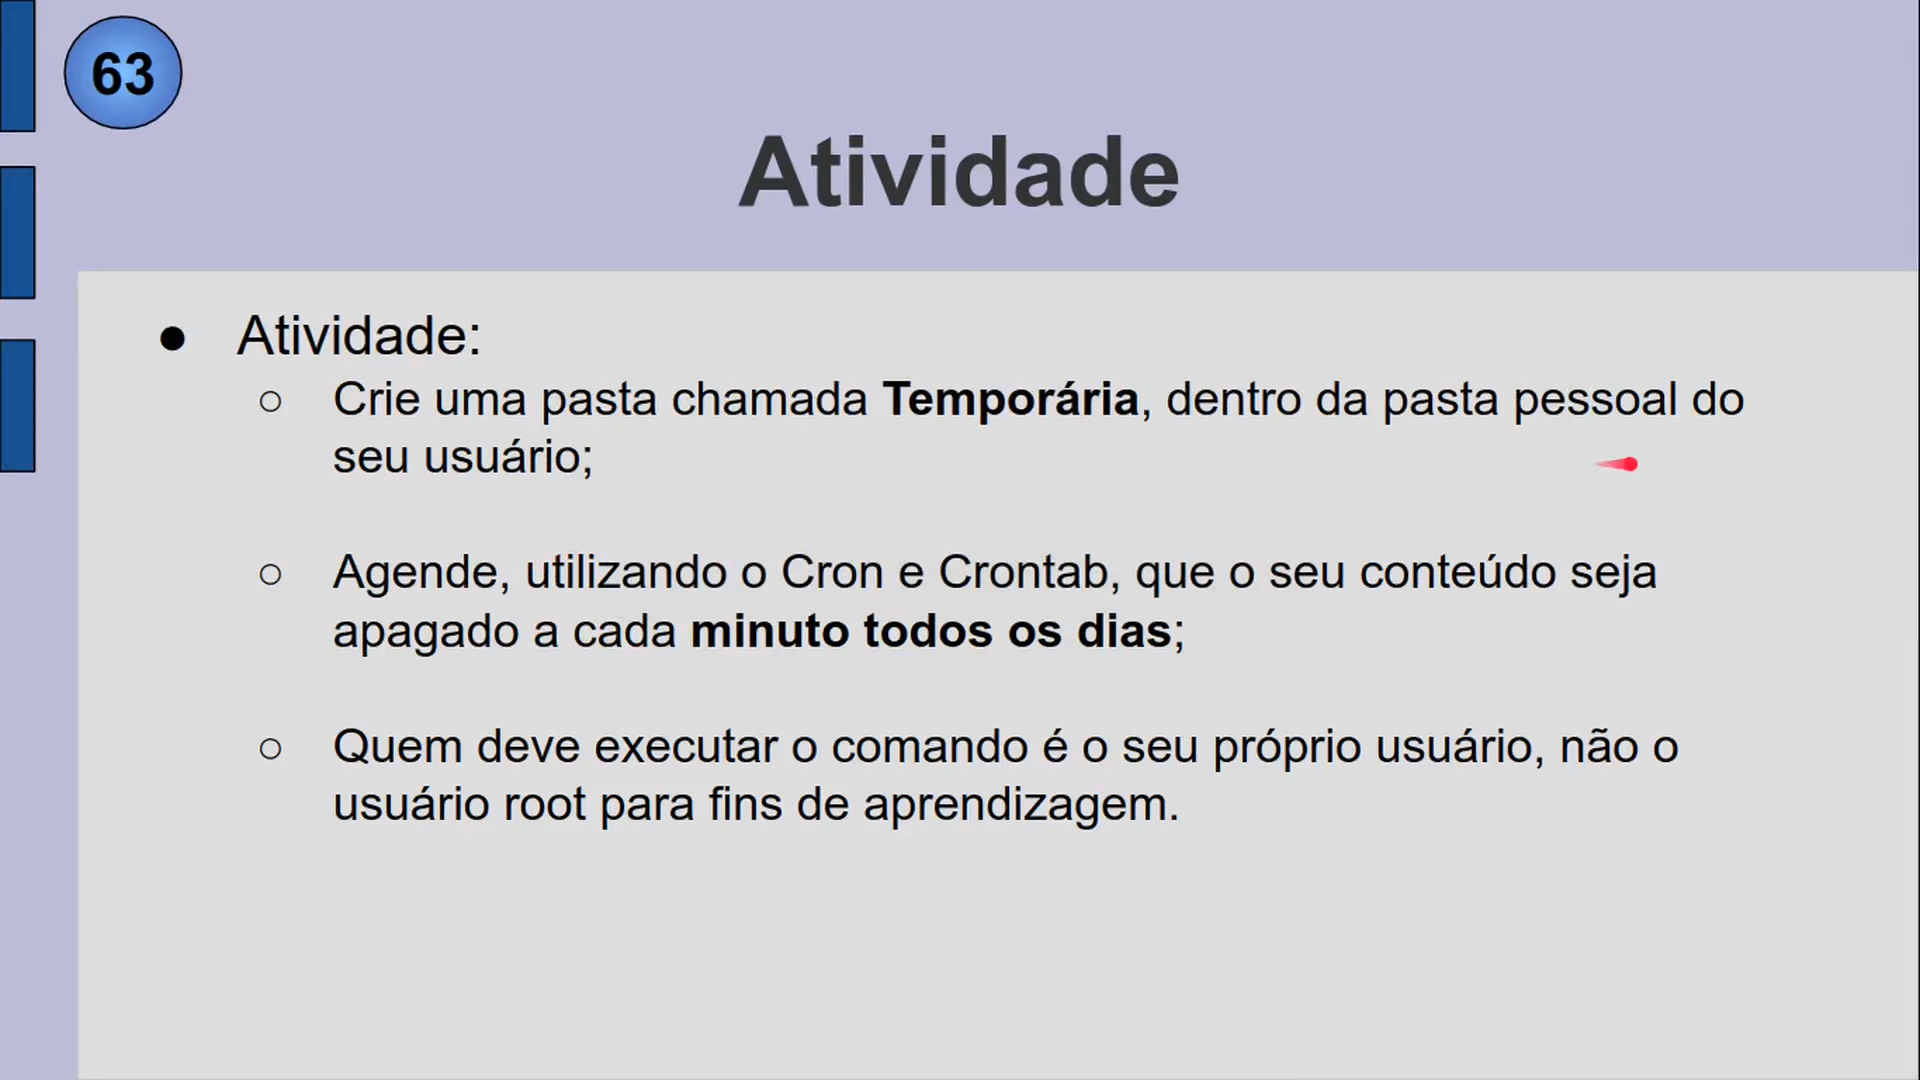 63
Atividade
● Atividade:
○ Crie uma pasta chamada Temporária, dentro da pasta pessoal do
seu usuário;
○ Agende, utilizando o Cron e Crontab, que o seu conteúdo seja
apagado a cada minuto todos os dias;
○ Quem deve executar o comando é o seu próprio usuário, não o
usuário root para fins de aprendizagem.